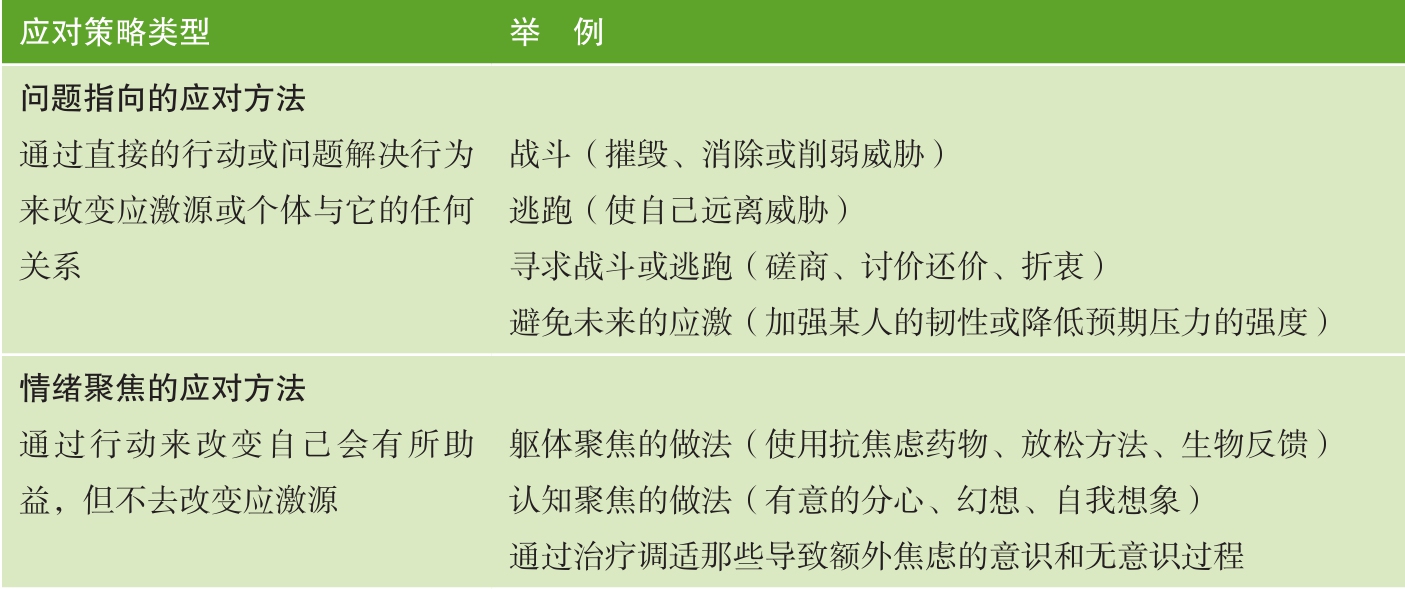 应对策略类型 举 例
问题指向的应对方法
通过直接的行动或问题解决行为 战斗（摧毁、消除或削弱威胁）
来改变应激源或个体与它的任何 逃跑（使自己远离威胁）
关系 寻求战斗或逃跑（磋商、讨价还价、折衷）
避免未来的应激（加强某人的韧性或降低预期压力的强度）
情绪聚焦的应对方法
通过行动来改变自己会有所助 躯体聚焦的做法（使用抗焦虑药物、放松方法、生物反馈）
益，但不去改变应激源 认知聚焦的做法（有意的分心、幻想、自我想象）
通过治疗调适那些导致额外焦虑的意识和无意识过程